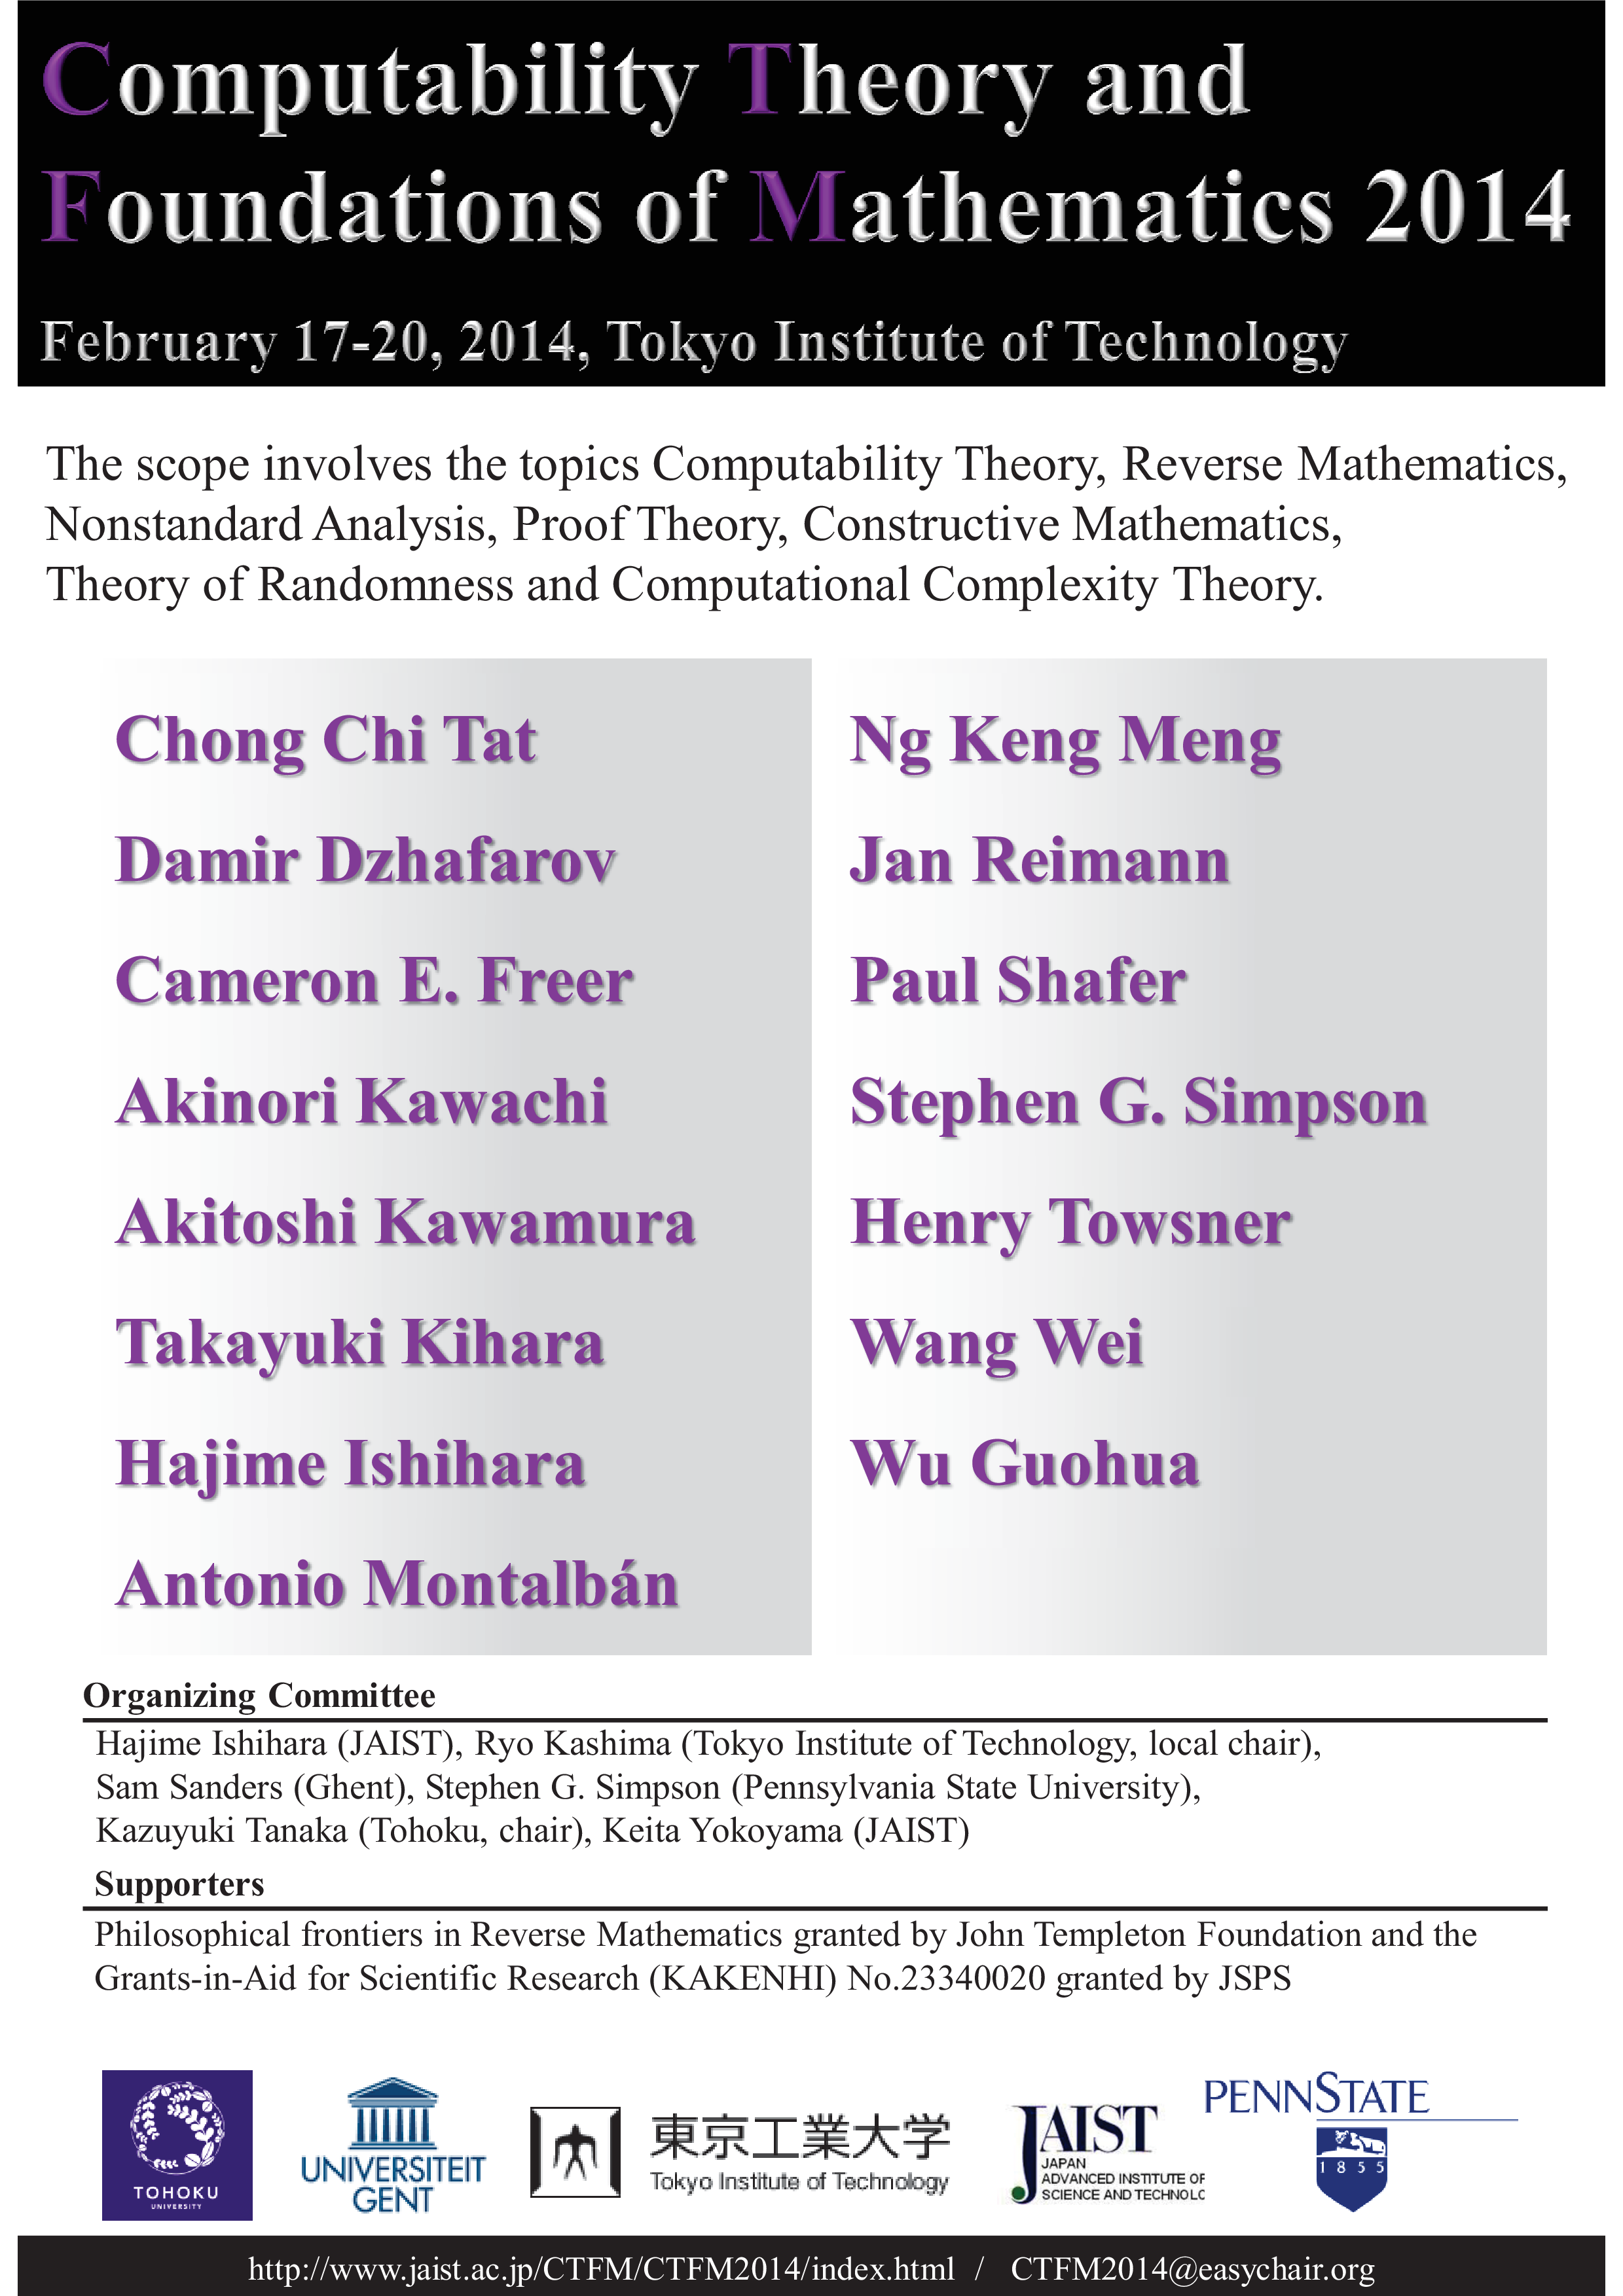 Computability Theory and
Foundations of Mathematics 2014
February 17-20, 2014, Tokyo Institute of Technology
The scope involves the topics Computability Theory, Reverse Mathematics,
Nonstandard Analysis, Proof Theory, Constructive Mathematics,
Theory of Randomness and Computational Complexity Theory.
Chong Chi Tat
Damir Dzhafarov
Cameron E. Freer
Akinori Kawachi
Akitoshi Kawamura
Takayuki Kihara
Hajime Ishihara
Antonio Montalbán
Ng Keng Meng
Jan Reimann
Paul Shafer
Stephen G. Simpson
Henry Towsner
Wang Wei
Wu Guohua
Organizing Committee
Hajime Ishihara (JAIST), Ryo Kashima (Tokyo Institute of Technology, local chair),
Sam Sanders (Ghent), Stephen G. Simpson (Pennsylvania State University),
Kazuyuki Tanaka (Tohoku, chair), Keita Yokoyama (JAIST)
Supporters
Philosophical frontiers in Reverse Mathematics granted by John Templeton Foundation and the
Grants-in-Aid for Scientific Research (KAKENHI) No.23340020 granted by JSPS
TOHOKU
UNIVERSITY
UNIVERSITEIT
GENT
東京工業大学
Tokyo Institute of Technology
JAIST
JAPAN
ADVANCED INSTITUTE OF
SCIENCE AND TECHNOLO
PENNSTATE
1855
http://www.jaist.ac.jp/CTFM/CTFM2014/index.html / CTFM2014@easychair.org